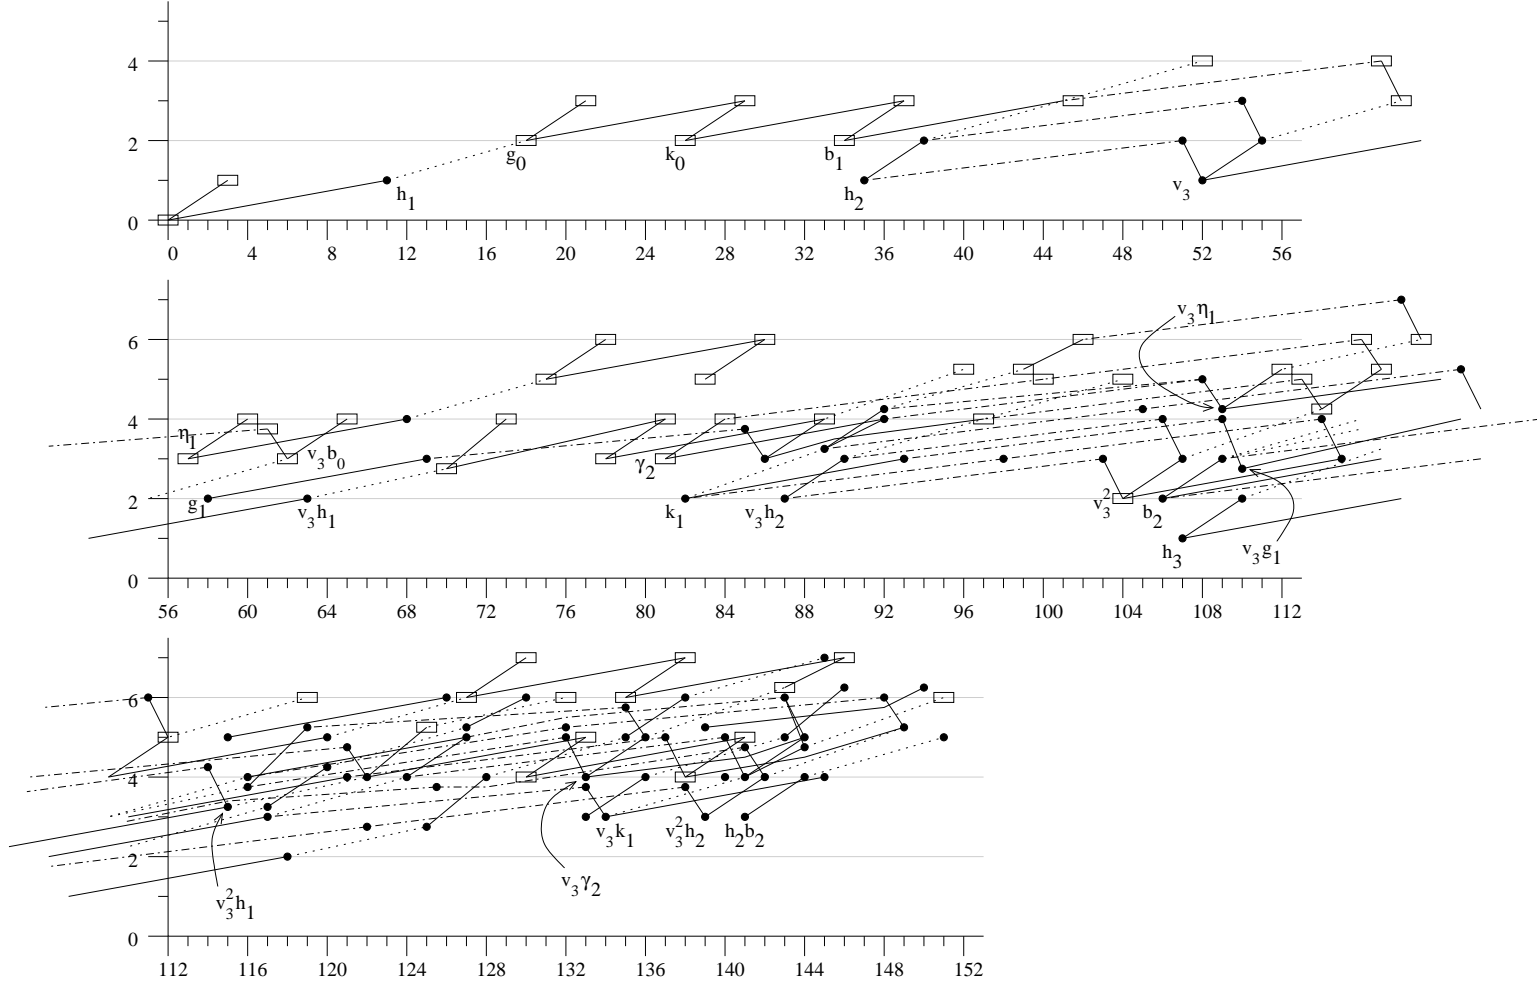 4
2
g₀ k₀ b₁
h₁ h₂ v₃
0
0 4 8 12 16 20 24 28 32 36 40 44 48 52 56
v₃η₁
6
4
η₁ v₃b₀ γ₂
2
g₁ v₃h₁ k₁ v₃h₂ v₃² b₂
h₃ v₃g₁
0
56 60 64 68 72 76 80 84 88 92 96 100 104 108 112
6
4
v₃k₁ v₃²h₂ h₂b₂
2
v₃γ₂
v₃²h₁
0
112 116 120 124 128 132 136 140 144 148 152